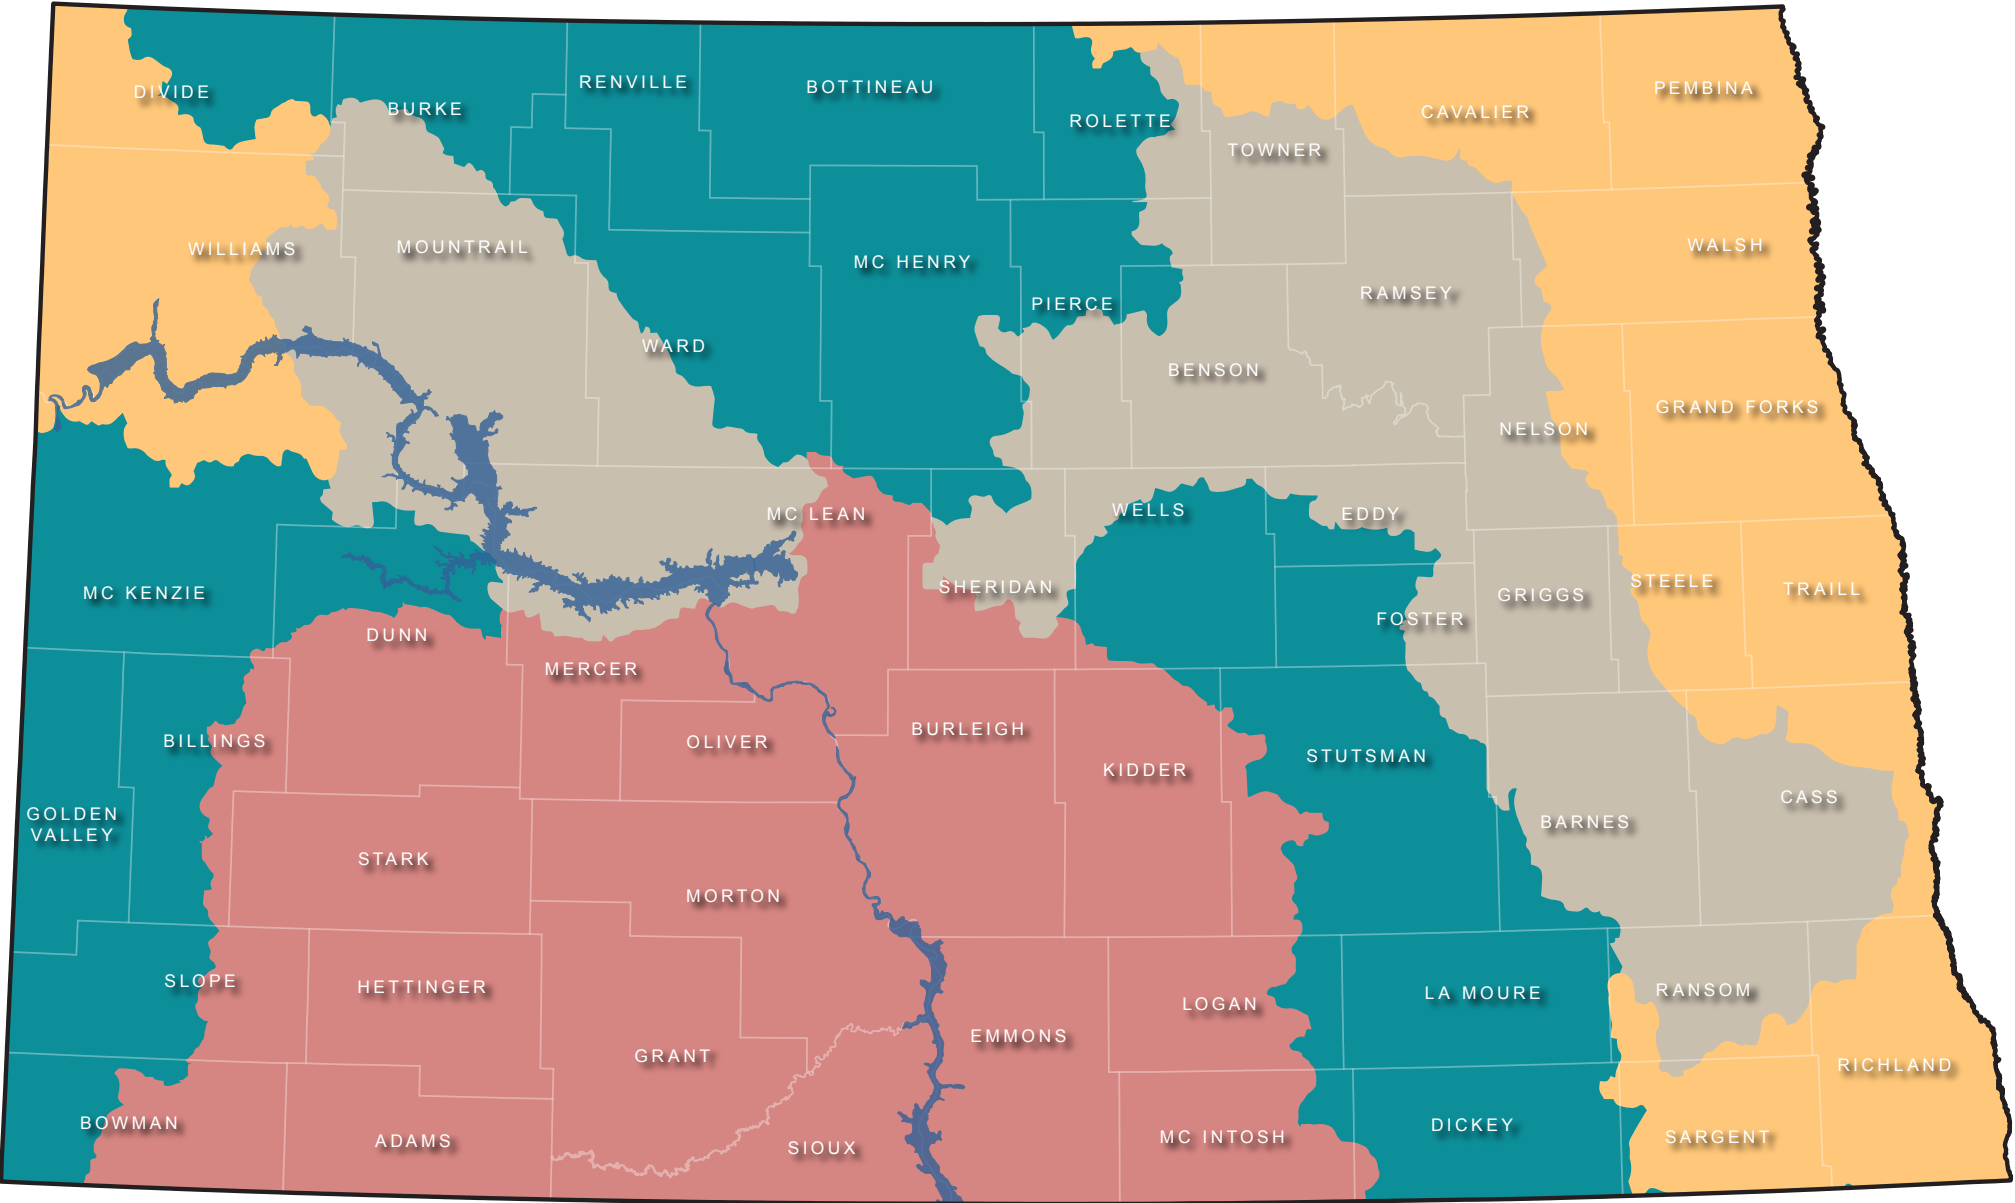 RENVILLE
BOTTINEAU
PEMBINA
DIVIDE
BURKE
CAVALIER
ROLETTE
TOWNER
WALSH
WILLIAMS
MOUNTRAIL
MC HENRY
RAMSEY
PIERCE
WARD
BENSON
GRAND FORKS
NELSON
WELLS
MC LEAN
EDDY
STEELE
SHERIDAN
TRAILL
MC KENZIE
GRIGGS
FOSTER
DUNN
MERCER
BURLEIGH
BILLINGS
OLIVER
STUTSMAN
KIDDER
CASS
GOLDEN
VALLEY
BARNES
STARK
MORTON
SLOPE
HETTINGER
RANSOM
LA MOURE
LOGAN
EMMONS
GRANT
RICHLAND
BOWMAN
DICKEY
MC INTOSH
SARGENT
ADAMS
SIOUX